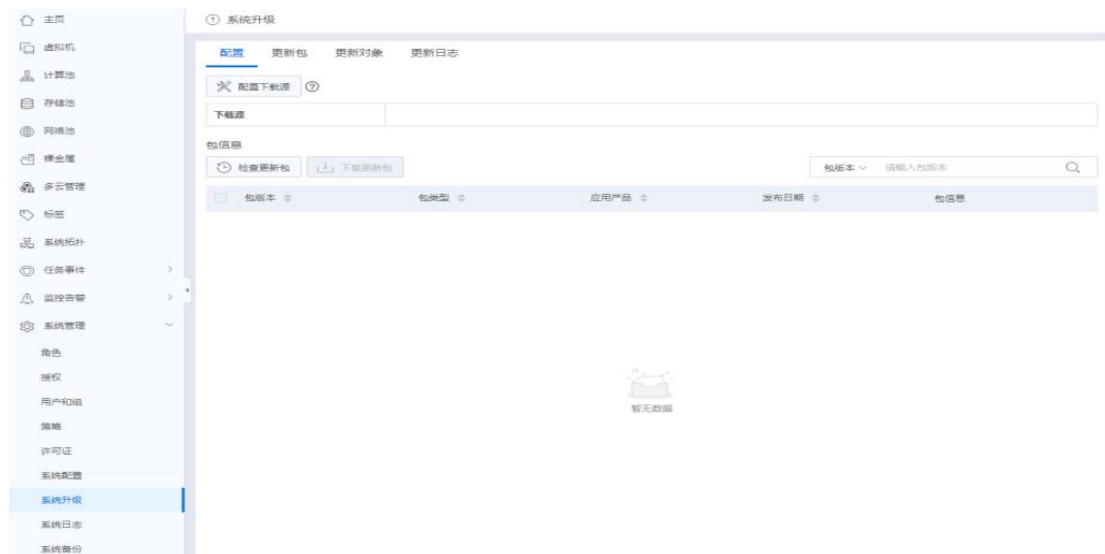 主页
虚拟机
计算池
存储池
网络池
裸金属
多云管理
标签
系统拓扑
任务事件
监控告警
系统管理
角色
授权
用户和组
策略
许可证
系统配置
系统升级
系统日志
系统备份
系统升级
配置 更新包 更新对象 更新日志
配置下载源
下载源
包信息
检查更新包 下载更新包 包版本 请输入包版本
包版本 包类型 应用产品 发布日期 包信息
暂无数据